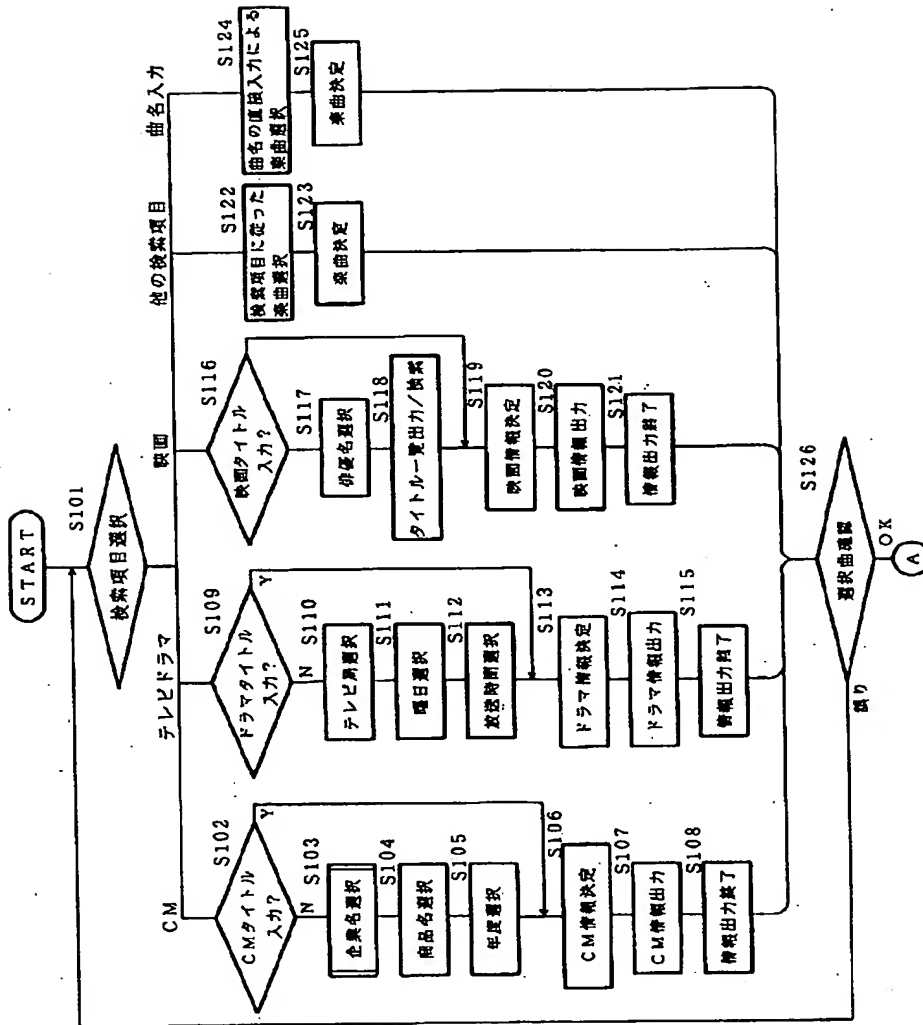 START
S101
検索項目選択
CM
S102
CMタイトル
入力?
Y
N
S103
企業名選択
S104
商品名選択
S105
年度選択
S106
CM情報決定
S107
CM情報出力
S108
情報出力終了
テレビドラマ
S109
ドラマタイトル
入力?
Y
N
S110
テレビ局選択
S111
曜日選択
S112
放送時間選択
S113
ドラマ情報決定
S114
ドラマ情報出力
S115
情報出力終了
映画
S116
映画タイトル
入力?
S117
俳優名選択
S118
タイトル一覧出力/検索
S119
映画情報決定
S120
映画情報出力
S121
情報出力終了
他の検索項目
S122
検索項目に従った
楽曲選択
S123
楽曲決定
曲名入力
S124
曲名の直接入力による
楽曲選択
S125
楽曲決定
S126
選択曲確認
誤り
OK
A